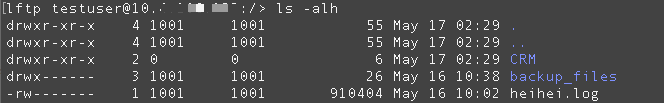 [lftp testuser@10. :/> ls -alh
drwxr-xr-x 4 1001 1001 55 May 17 02:29 .
drwxr-xr-x 4 1001 1001 55 May 17 02:29 ..
drwxr-xr-x 2 0 0 6 May 17 02:29 CRM
drwx------ 3 1001 1001 26 May 16 10:38 backup_files
-rw------- 1 1001 1001 910404 May 16 10:02 heihei.log